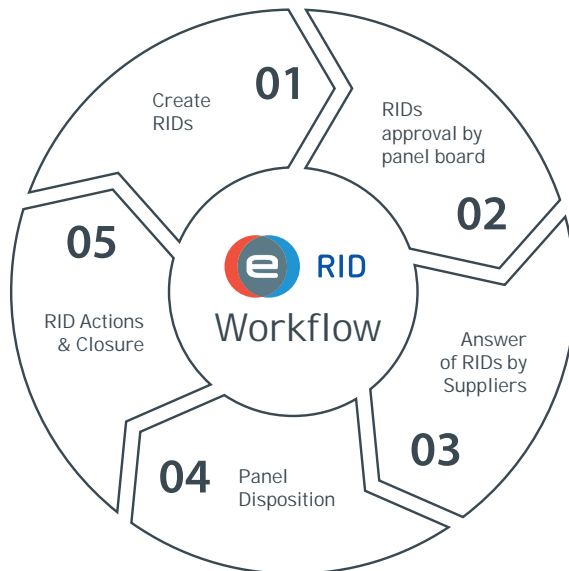 01
Create
RIDs
RIDs
approval by
panel board
02
Answer
of RIDs by
Suppliers
03
04
Panel
Disposition
05
RID Actions
& Closure
e RID
Workflow